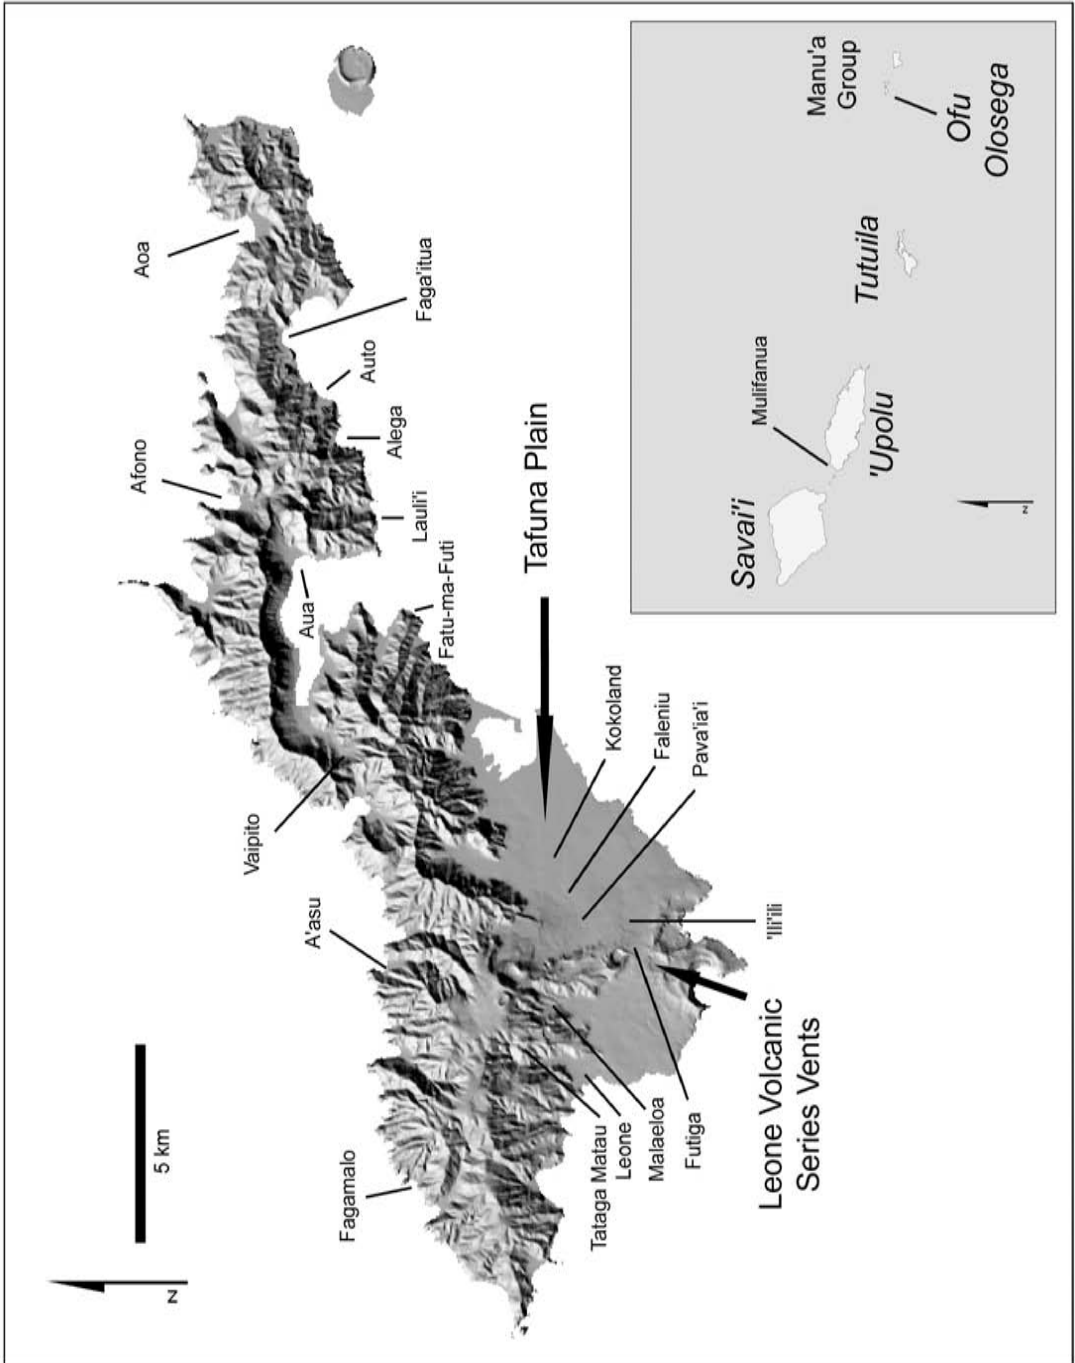 Aoa
Faga'itua
Auto
Alega
Lauli'i
Afono
Aua
Fatu-ma-Futi
Tafuna Plain
Kokoland
Faleniu
Pava'ia'i
'Ili'ili
Vaipito
A'asu
Fagamalo
Tataga Matau
Leone
Malaeloa
Futiga
Leone Volcanic
Series Vents
5 km
N
Manu'a
Group
Ofu
Olosega
Tutuila
Mulifanua
'Upolu
Savai'i
N